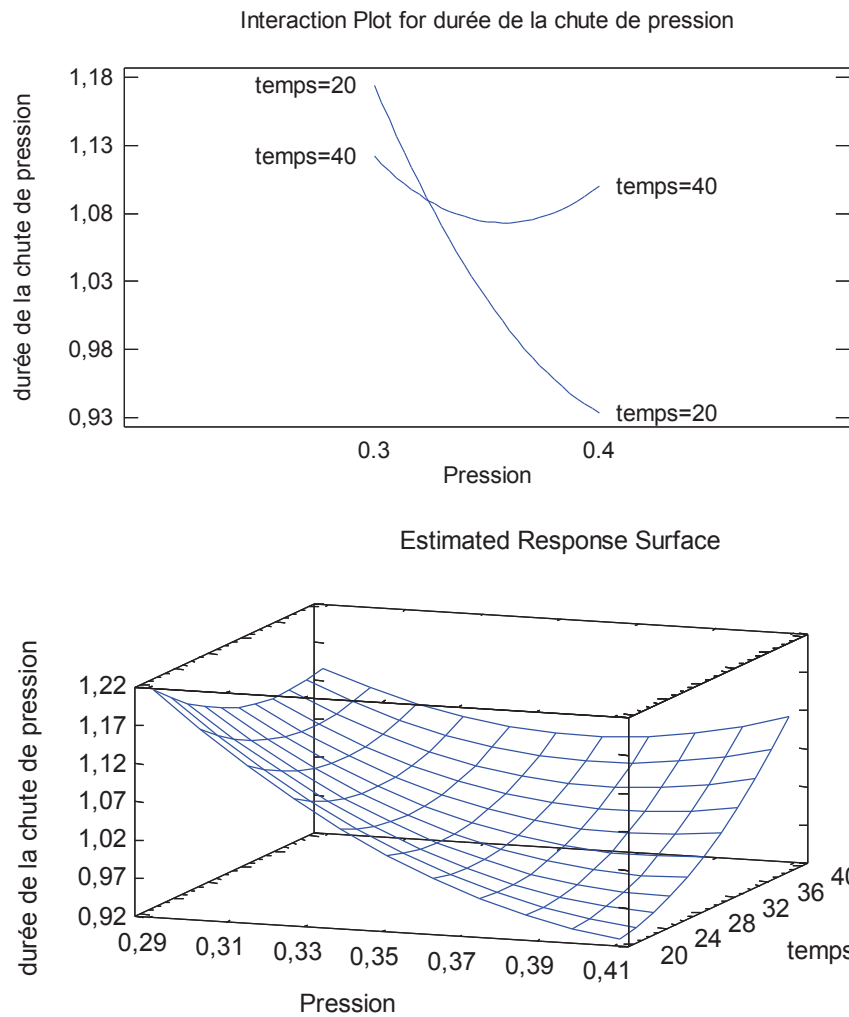 Interaction Plot for durée de la chute de pression
durée de la chute de pression
1,18
1,13
1,08
1,03
0,98
0,93
temps=20
temps=40
temps=40
temps=20
0.3
0.4
Pression
Estimated Response Surface
durée de la chute de pression
1,22
1,17
1,12
1,07
1,02
0,97
0,92
0,29
0,31
0,33
0,35
0,37
0,39
0,41
Pression
20
24
28
32
36
40
temps